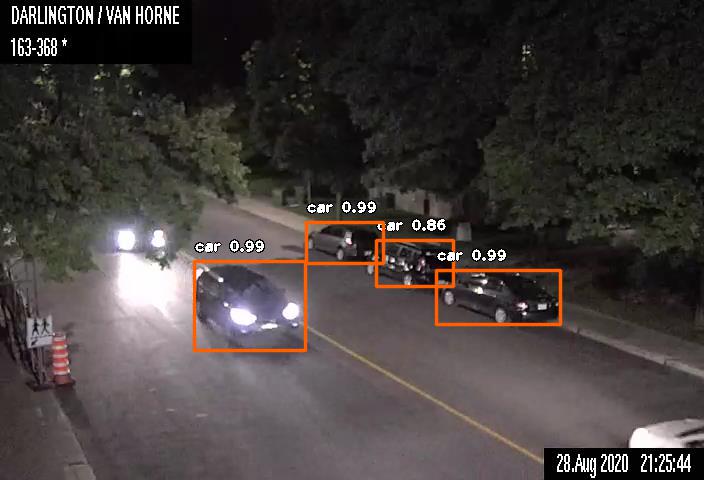 DARLINGTON / VAN HORNE
163-368 *
car 0.99
car 0.86
car 0.99
car 0.99
28.Aug 2020 21:25:44